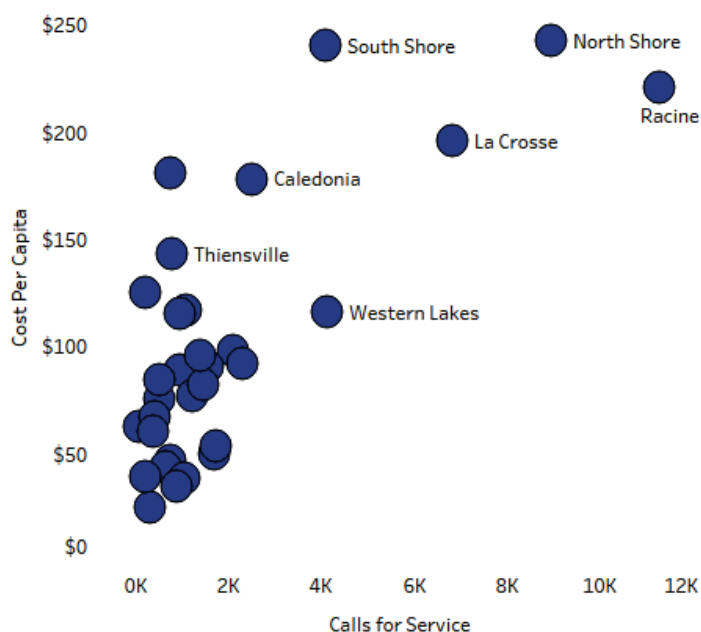 $250
South Shore
North Shore
Racine
$200
La Crosse
Caledonia
$150
Thiensville
Western Lakes
Cost Per Capita
$100
$50
$0
0K 2K 4K 6K 8K 10K 12K
Calls for Service